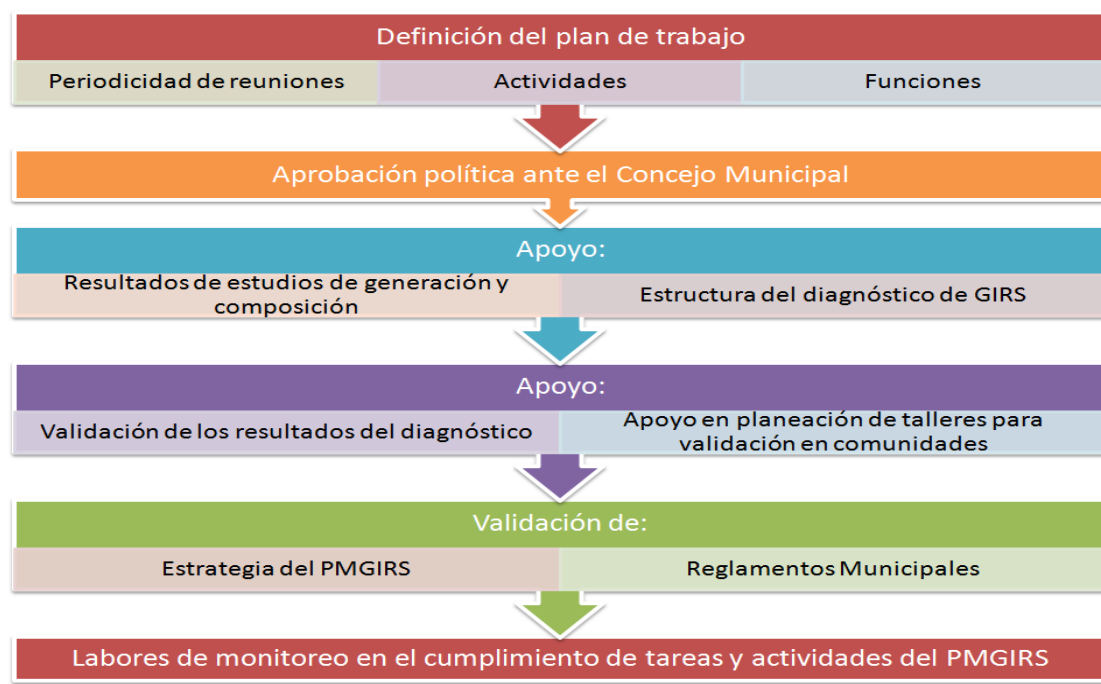 Definición del plan de trabajo
Periodicidad de reuniones
Actividades
Funciones
Aprobación política ante el Concejo Municipal
Apoyo:
Resultados de estudios de generación y
composición
Estructura del diagnóstico de GIRS
Apoyo:
Validación de los resultados del diagnóstico
Apoyo en planeación de talleres para
validación en comunidades
Validación de:
Estrategia del PMGIRS
Reglamentos Municipales
Labores de monitoreo en el cumplimiento de tareas y actividades del PMGIRS